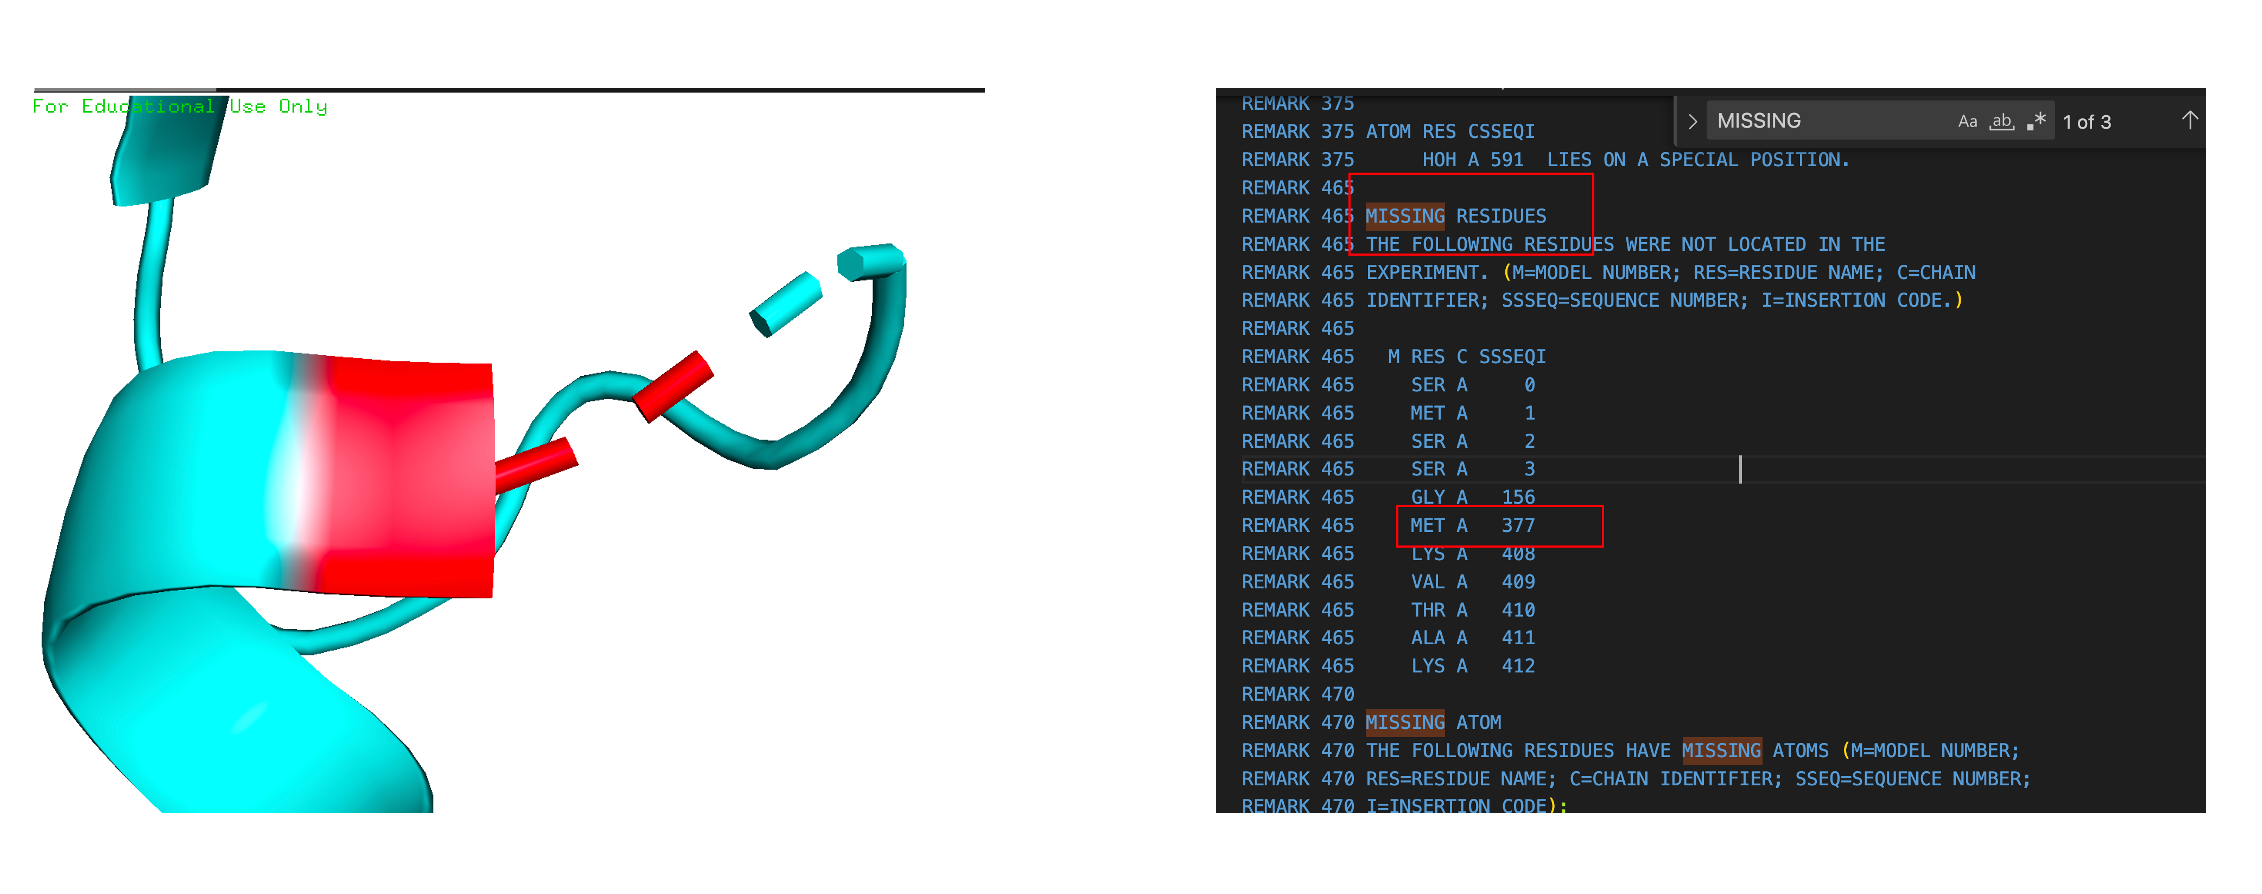 For Educational Use Only
REMARK 375
REMARK 375 ATOM RES CSSEQI
REMARK 375      HOH A 591  LIES ON A SPECIAL POSITION.
REMARK 465
REMARK 465 MISSING RESIDUES
REMARK 465 THE FOLLOWING RESIDUES WERE NOT LOCATED IN THE
REMARK 465 EXPERIMENT. (M=MODEL NUMBER; RES=RESIDUE NAME; C=CHAIN
REMARK 465 IDENTIFIER; SSSEQ=SEQUENCE NUMBER; I=INSERTION CODE.)
REMARK 465
REMARK 465   M RES C SSSEQI
REMARK 465     SER A     0
REMARK 465     MET A     1
REMARK 465     SER A     2
REMARK 465     SER A     3
REMARK 465     GLY A   156
REMARK 465     MET A   377
REMARK 465     LYS A   408
REMARK 465     VAL A   409
REMARK 465     THR A   410
REMARK 465     ALA A   411
REMARK 465     LYS A   412
REMARK 470
REMARK 470 MISSING ATOM
REMARK 470 THE FOLLOWING RESIDUES HAVE MISSING ATOMS (M=MODEL NUMBER;
REMARK 470 RES=RESIDUE NAME; C=CHAIN IDENTIFIER; SSEQ=SEQUENCE NUMBER;
REMARK 470 I=INSERTION CODE);
> MISSING Aa ab .* 1 of 3 ↑